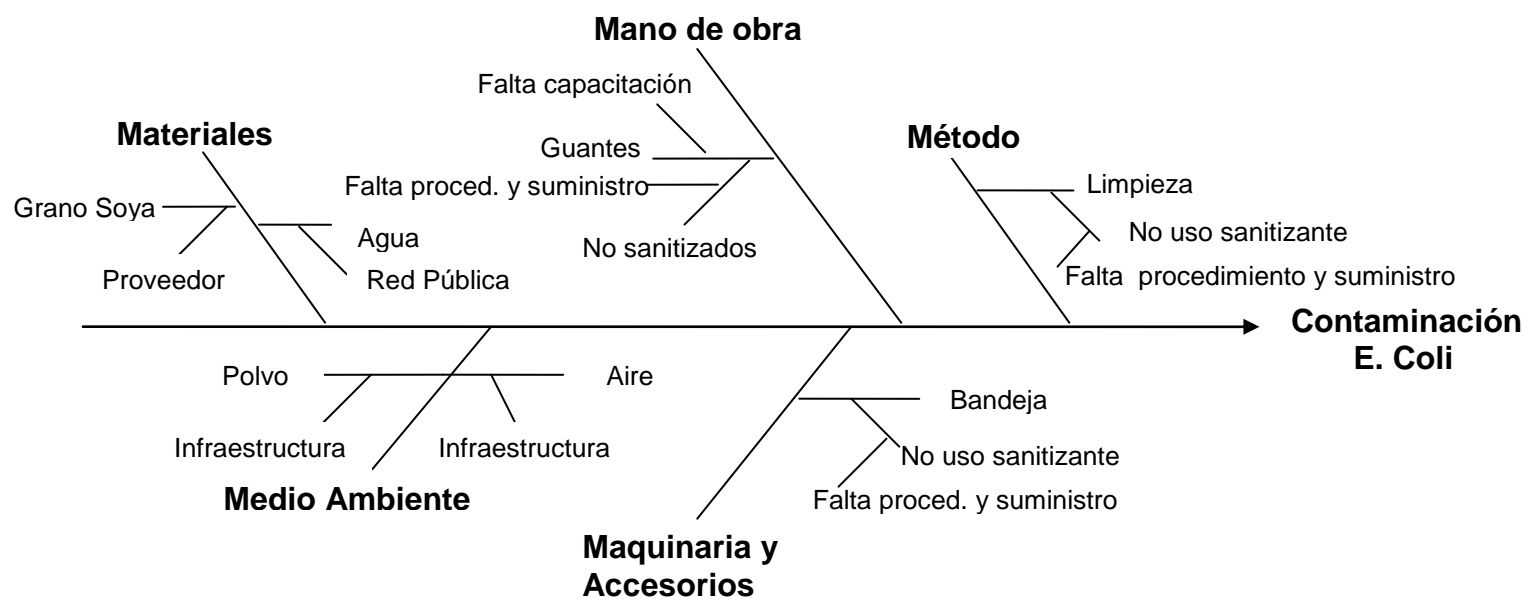 Mano de obra
Falta capacitación
Materiales
Guantes
Método
Falta proced. y suministro
Limpieza
Grano Soya
Agua
No sanitizados
No uso sanitizante
Proveedor
Red Pública
Falta procedimiento y suministro
Contaminación
E. Coli
Polvo
Aire
Bandeja
Infraestructura
Infraestructura
No uso sanitizante
Medio Ambiente
Falta proced. y suministro
Maquinaria y
Accesorios